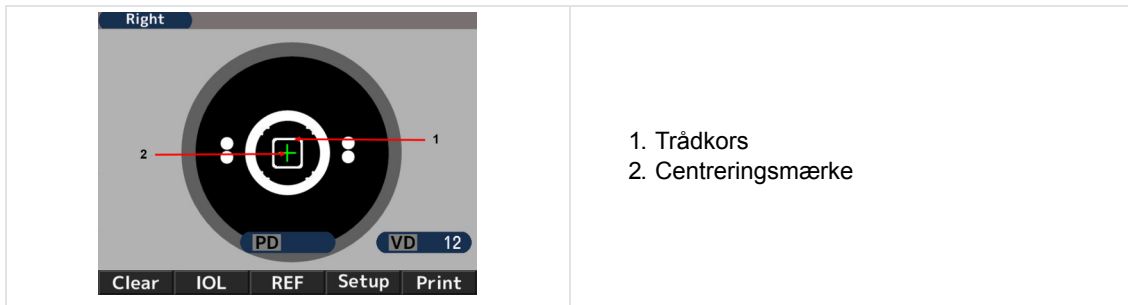 Right
1
2
PD
VD 12
Clear IOL REF Setup Print
1. Trådkors
2. Centreringsmærke